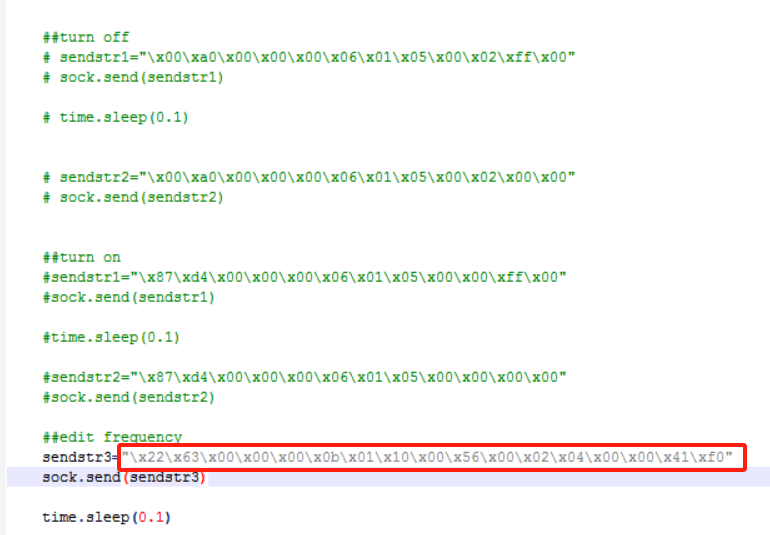 ##turn off
# sendstr1="\x00\xa0\x00\x00\x00\x06\x01\x05\x00\x02\xff\x00"
# sock.send(sendstr1)
# time.sleep(0.1)
# sendstr2="\x00\xa0\x00\x00\x00\x06\x01\x05\x00\x02\x00\x00"
# sock.send(sendstr2)
##turn on
#sendstr1="\x87\xd4\x00\x00\x00\x06\x01\x05\x00\x00\xff\x00"
#sock.send(sendstr1)
#time.sleep(0.1)
#sendstr2="\x87\xd4\x00\x00\x00\x06\x01\x05\x00\x00\x00\x00"
#sock.send(sendstr2)
##edit frequency
sendstr3="\x22\x63\x00\x00\x00\x0b\x01\x10\x00\x56\x00\x02\x04\x00\x00\x41\xf0"
sock.send(sendstr3)
time.sleep(0.1)